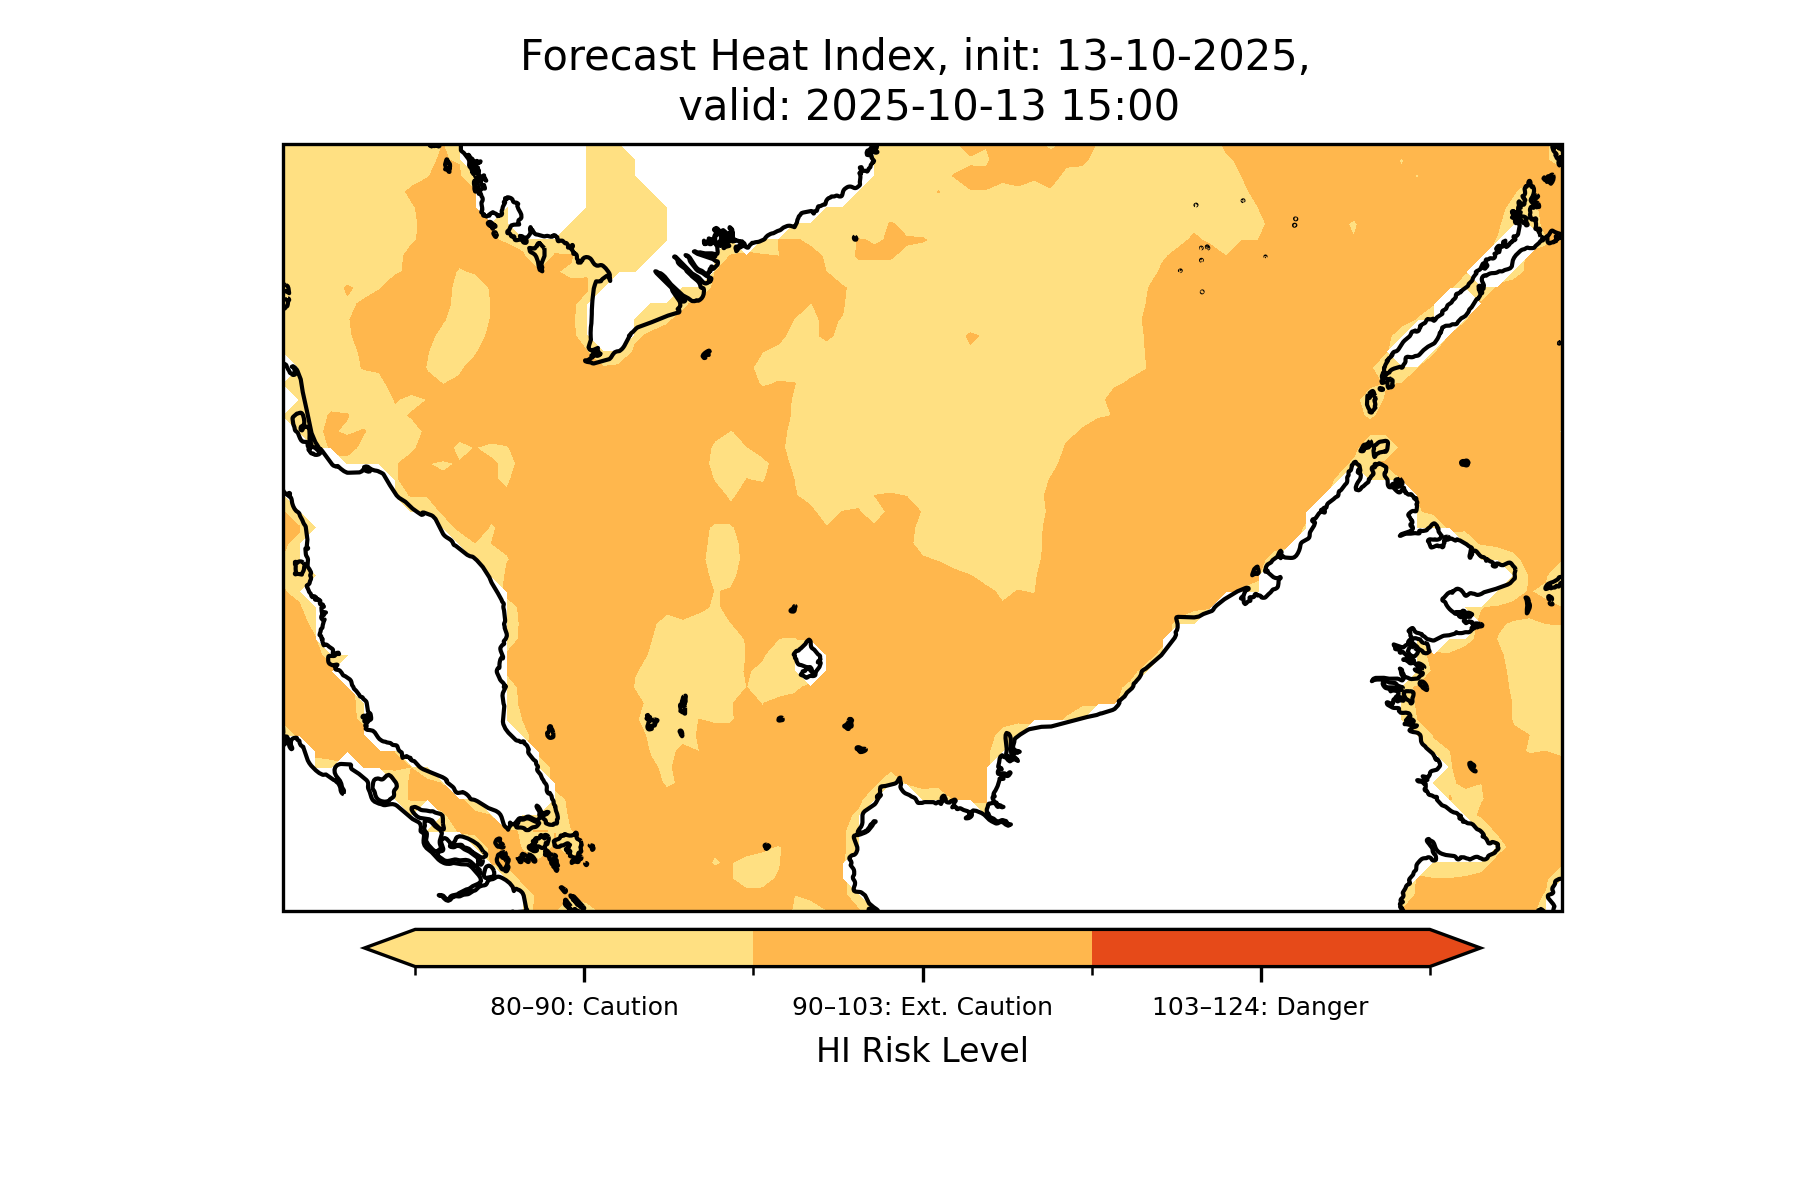 Forecast Heat Index, init: 13-10-2025,
valid: 2025-10-13 15:00
80–90: Caution
90–103: Ext. Caution
103–124: Danger
HI Risk Level